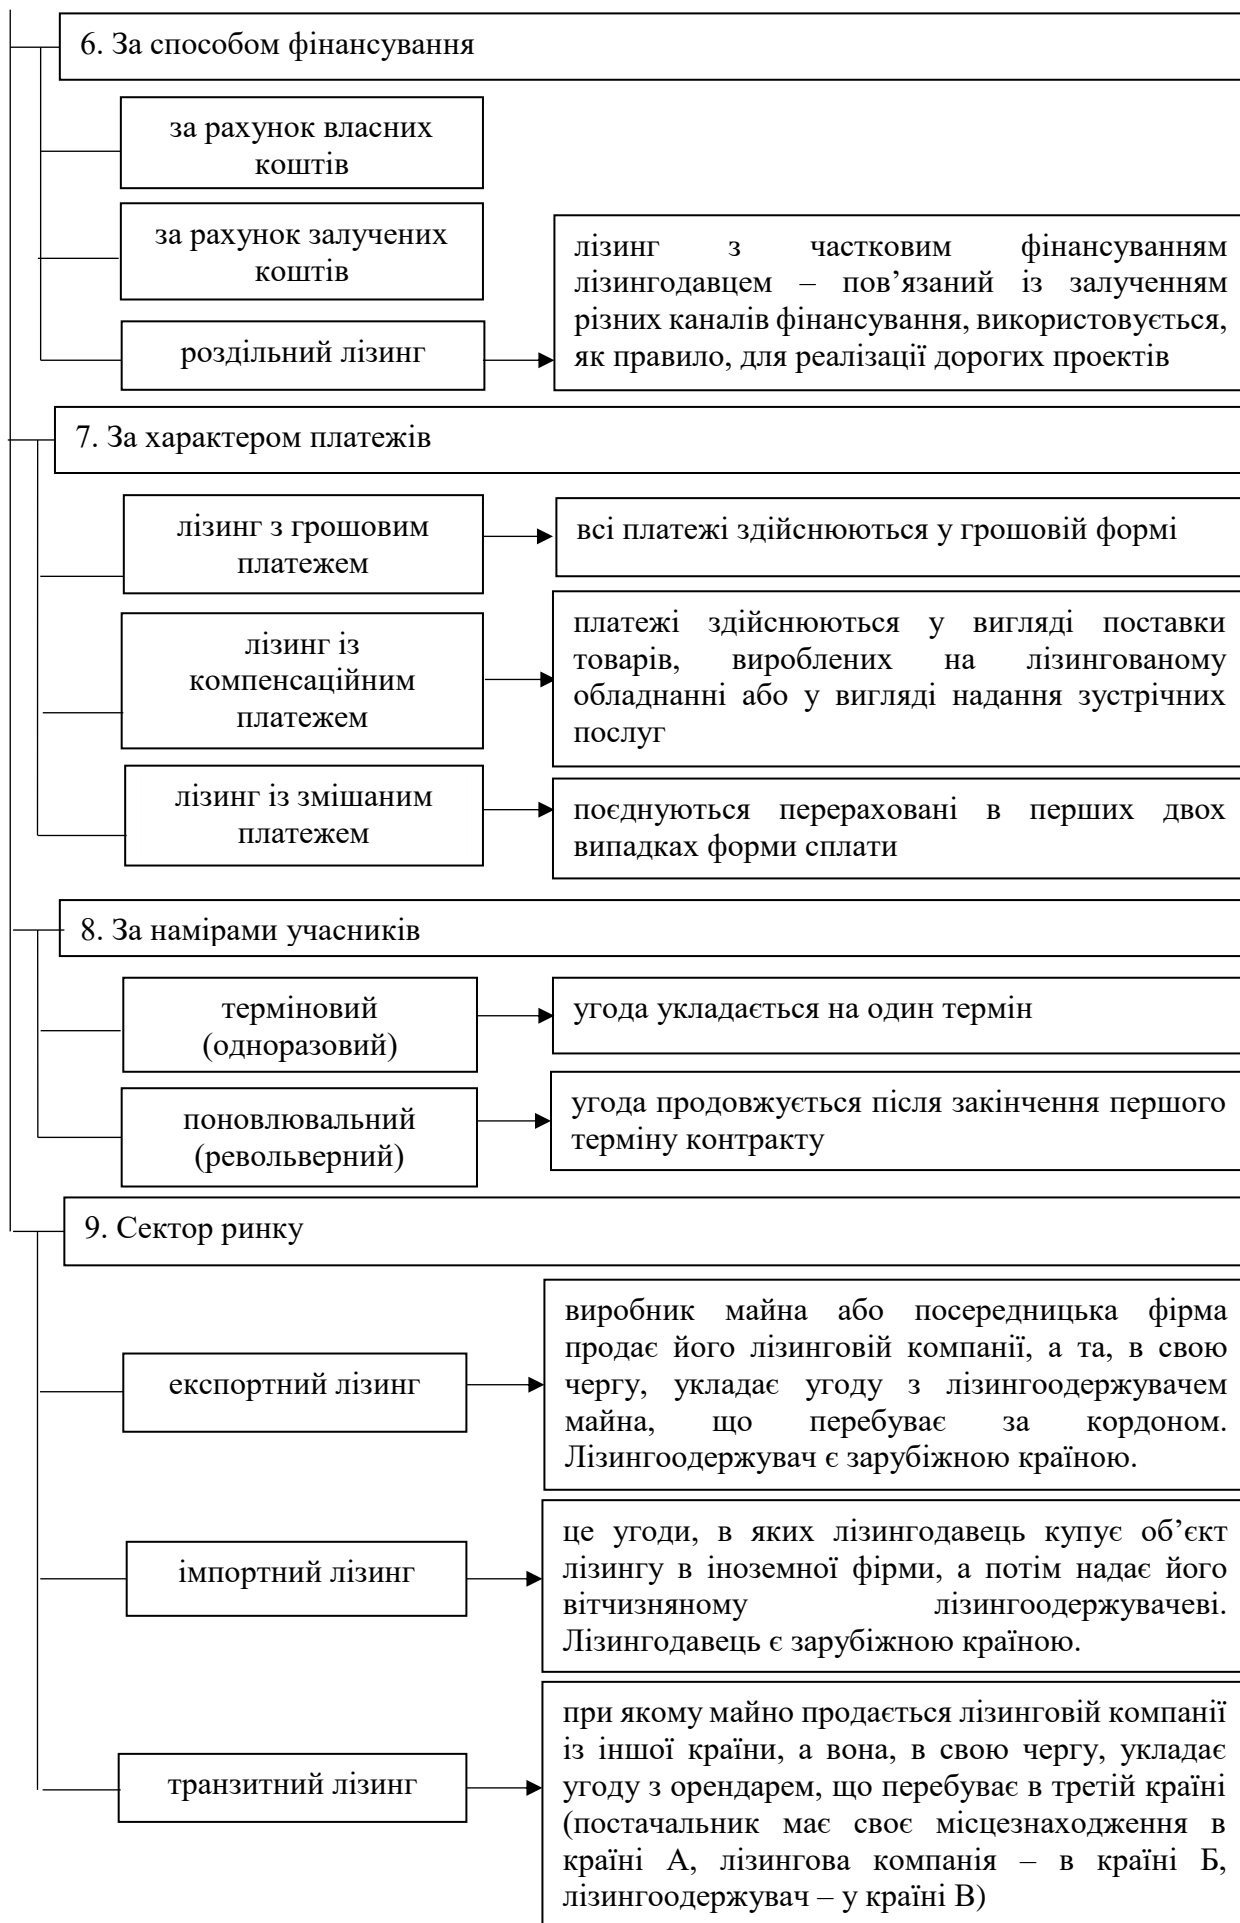 6. За способом фінансування
за рахунок власних
коштів
за рахунок залучених
коштів
роздільний лізинг
лізинг з частковим фінансуванням
лізингодавцем – пов’язаний із залученням
різних каналів фінансування, використовується,
як правило, для реалізації дорогих проектів
7. За характером платежів
лізинг з грошовим
платежем
всі платежі здійснюються у грошовій формі
лізинг із
компенсаційним
платежем
платежі здійснюються у вигляді поставки
товарів, вироблених на лізингованому
обладнанні або у вигляді надання зустрічних
послуг
лізинг із змішаним
платежем
поєднуються перераховані в перших двох
випадках форми сплати
8. За намірами учасників
терміновий
(одноразовий)
угода укладається на один термін
поновлювальний
(револьверний)
угода продовжується після закінчення першого
терміну контракту
9. Сектор ринку
експортний лізинг
виробник майна або посередницька фірма
продає його лізинговій компанії, а та, в свою
чергу, укладає угоду з лізингоодержувачем
майна, що перебуває за кордоном.
Лізингоодержувач є зарубіжною країною.
імпортний лізинг
це угоди, в яких лізингодавець купує об’єкт
лізингу в іноземної фірми, а потім надає його
вітчизняному лізингоодержувачеві.
Лізингодавець є зарубіжною країною.
транзитний лізинг
при якому майно продається лізинговій компанії
із іншої країни, а вона, в свою чергу, укладає
угоду з орендарем, що перебуває в третій країні
(постачальник має своє місцезнаходження в
країні А, лізингова компанія – в країні Б,
лізингоодержувач – у країні В)